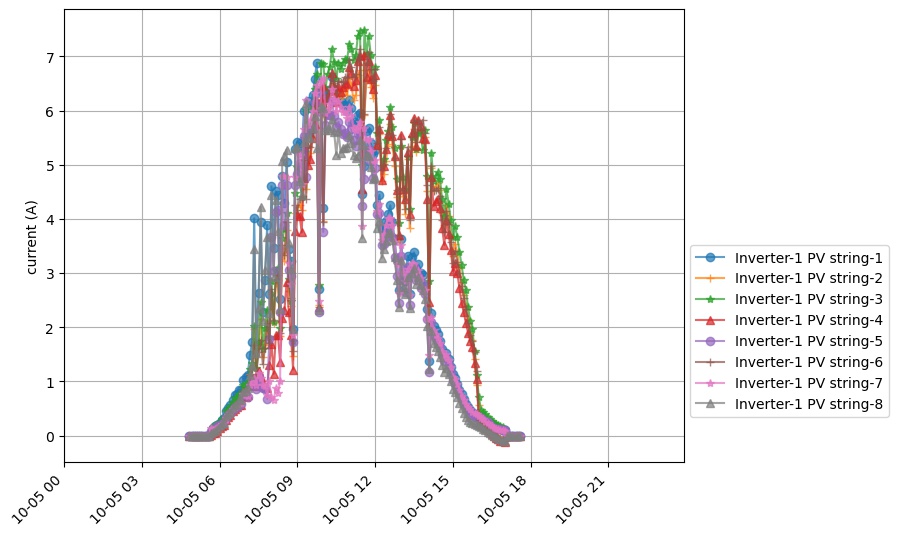 7
6
5
4
3
2
1
0
current (A)
10-05 00
10-05 03
10-05 06
10-05 09
10-05 12
10-05 15
10-05 18
10-05 21
Inverter-1 PV string-1
Inverter-1 PV string-2
Inverter-1 PV string-3
Inverter-1 PV string-4
Inverter-1 PV string-5
Inverter-1 PV string-6
Inverter-1 PV string-7
Inverter-1 PV string-8